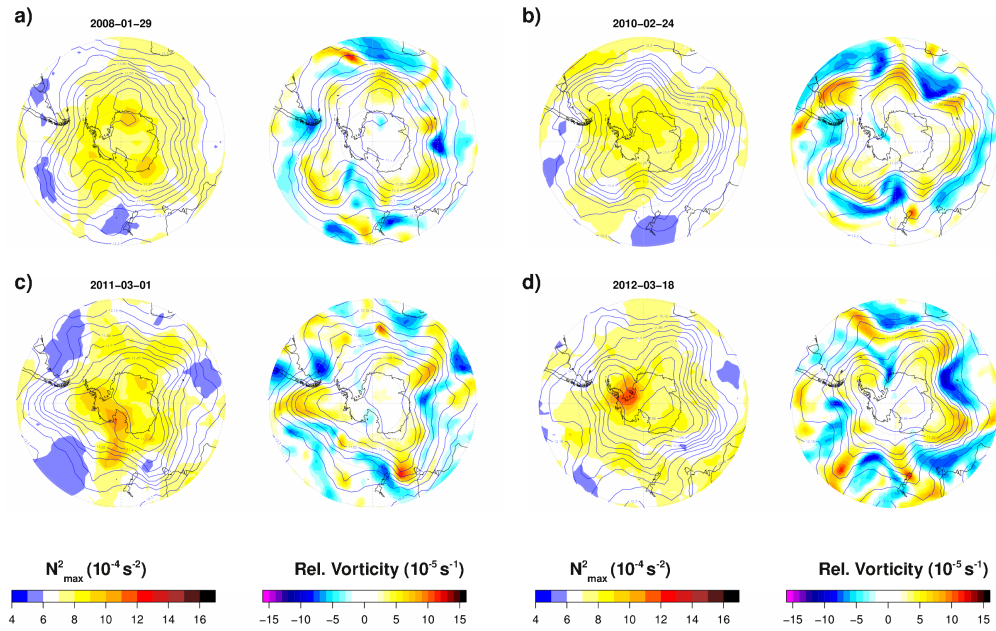 a)
2008−01−29
b)
2010−02−24
c)
2011−03−01
d)
2012−03−18
N²max (10⁻⁴ s⁻²)
4 6 8 10 12 14 16
Rel. Vorticity (10⁻⁵ s⁻¹)
−15 −10 −5 0 5 10 15
N²max (10⁻⁴ s⁻²)
4 6 8 10 12 14 16
Rel. Vorticity (10⁻⁵ s⁻¹)
−15 −10 −5 0 5 10 15